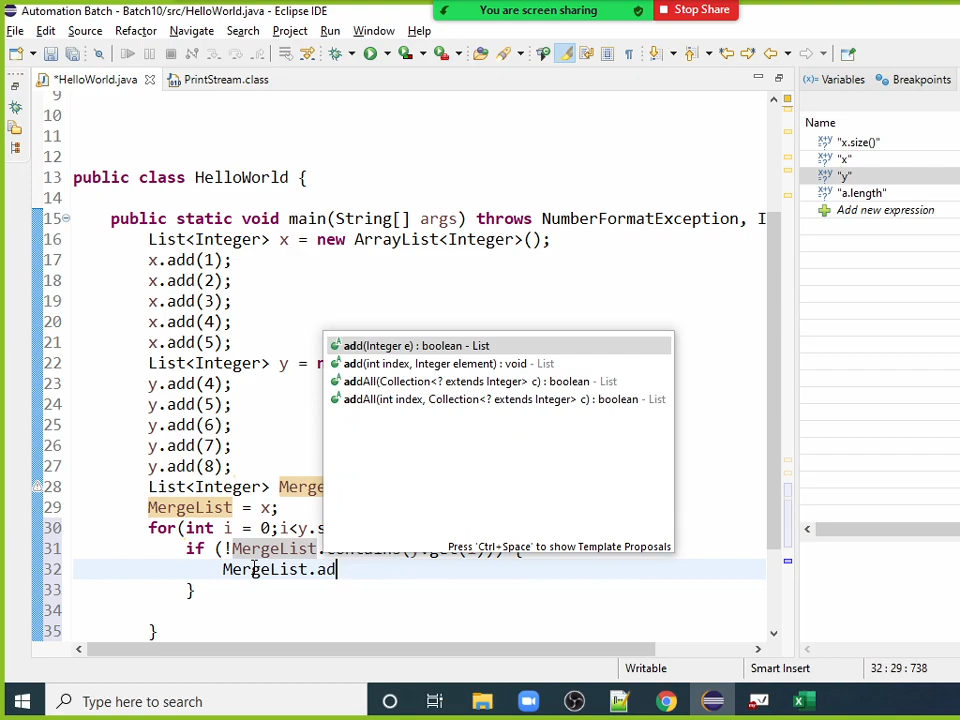 Automation Batch - Batch10/src/HelloWorld.java - Eclipse IDE
You are screen sharing
Stop Share
File Edit Source Refactor Navigate Search Project Run Window Help
*HelloWorld.java
PrintStream.class
(x)= Variables
Breakpoints
Name
"x.size()"
"x"
"y"
"a.length"
Add new expression
9
10
11
12
13 public class HelloWorld {
14
15 public static void main(String[] args) throws NumberFormatException, I
16 List<Integer> x = new ArrayList<Integer>();
17 x.add(1);
18 x.add(2);
19 x.add(3);
20 x.add(4);
21 x.add(5);
22 List<Integer> y = n
23 y.add(4);
24 y.add(5);
25 y.add(6);
26 y.add(7);
27 y.add(8);
28 List<Integer> Merge
29 MergeList = x;
30 for(int i = 0;i<y.s
31 if (!MergeList.contains(y.get(i))) {
32 MergeList.ad
33 }
34
35 }
add(Integer e) : boolean - List
add(int index, Integer element) : void - List
addAll(Collection<? extends Integer> c) : boolean - List
addAll(int index, Collection<? extends Integer> c) : boolean - List
Press 'Ctrl+Space' to show Template Proposals
Writable
Smart Insert
32 : 29 : 738
Type here to search